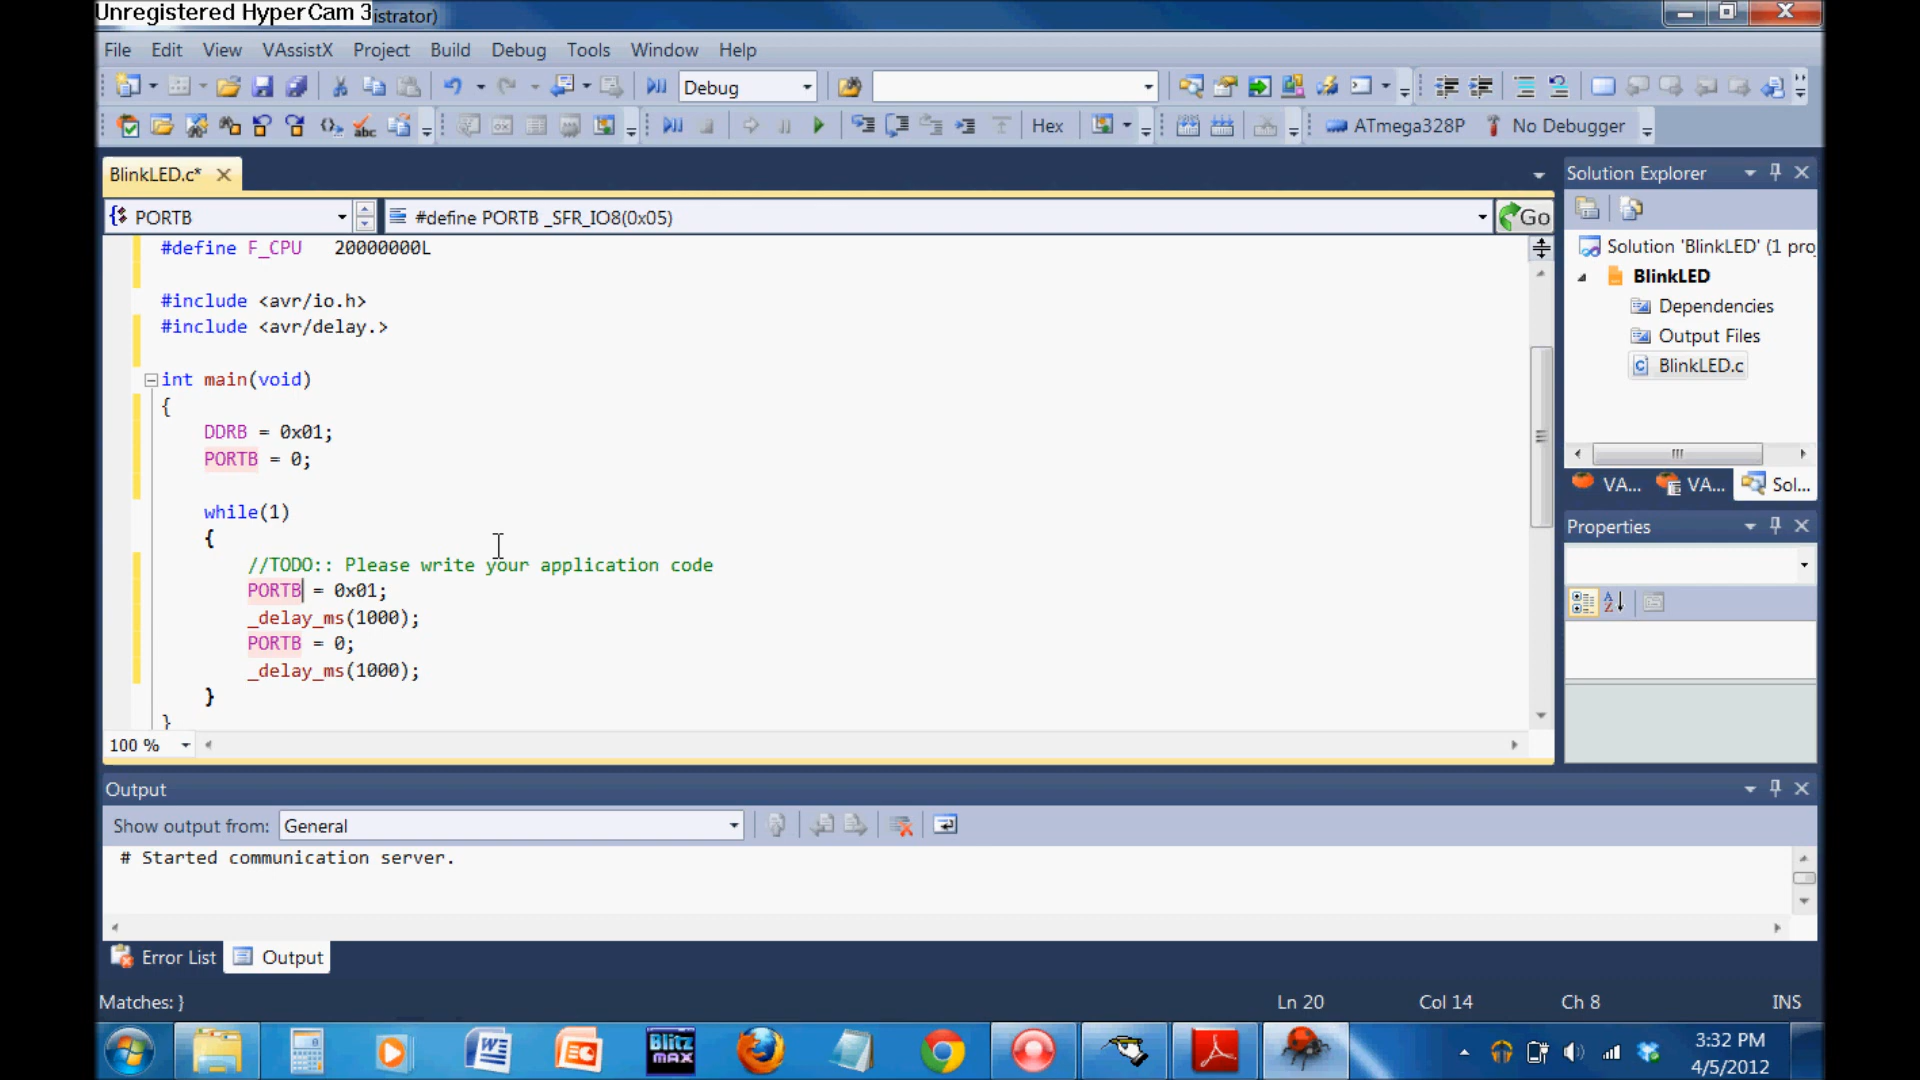 Unregistered HyperCam 3
istrator)
File Edit View VAssistX Project Build Debug Tools Window Help
Debug
Hex ATmega328P No Debugger
BlinkLED.c*
PORTB #define PORTB _SFR_IO8(0x05) Go
#define F_CPU 20000000L
#include <avr/io.h>
#include <avr/delay.>
int main(void)
{
DDRB = 0x01;
PORTB = 0;
while(1)
{
//TODO:: Please write your application code
PORTB = 0x01;
_delay_ms(1000);
PORTB = 0;
_delay_ms(1000);
}
}
100 %
Solution Explorer
Solution 'BlinkLED' (1 pro
BlinkLED
Dependencies
Output Files
BlinkLED.c
VA... VA... Sol...
Properties
Output
Show output from: General
# Started communication server.
Error List Output
Matches: } Ln 20 Col 14 Ch 8 INS
Blitz
MAX
3:32 PM
4/5/2012